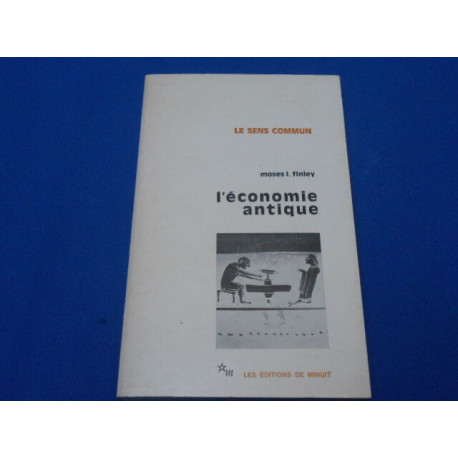 LE SENS COMMUN
moses l. finley
l'économie
antique
☆m LES ÉDITIONS DE MINUIT